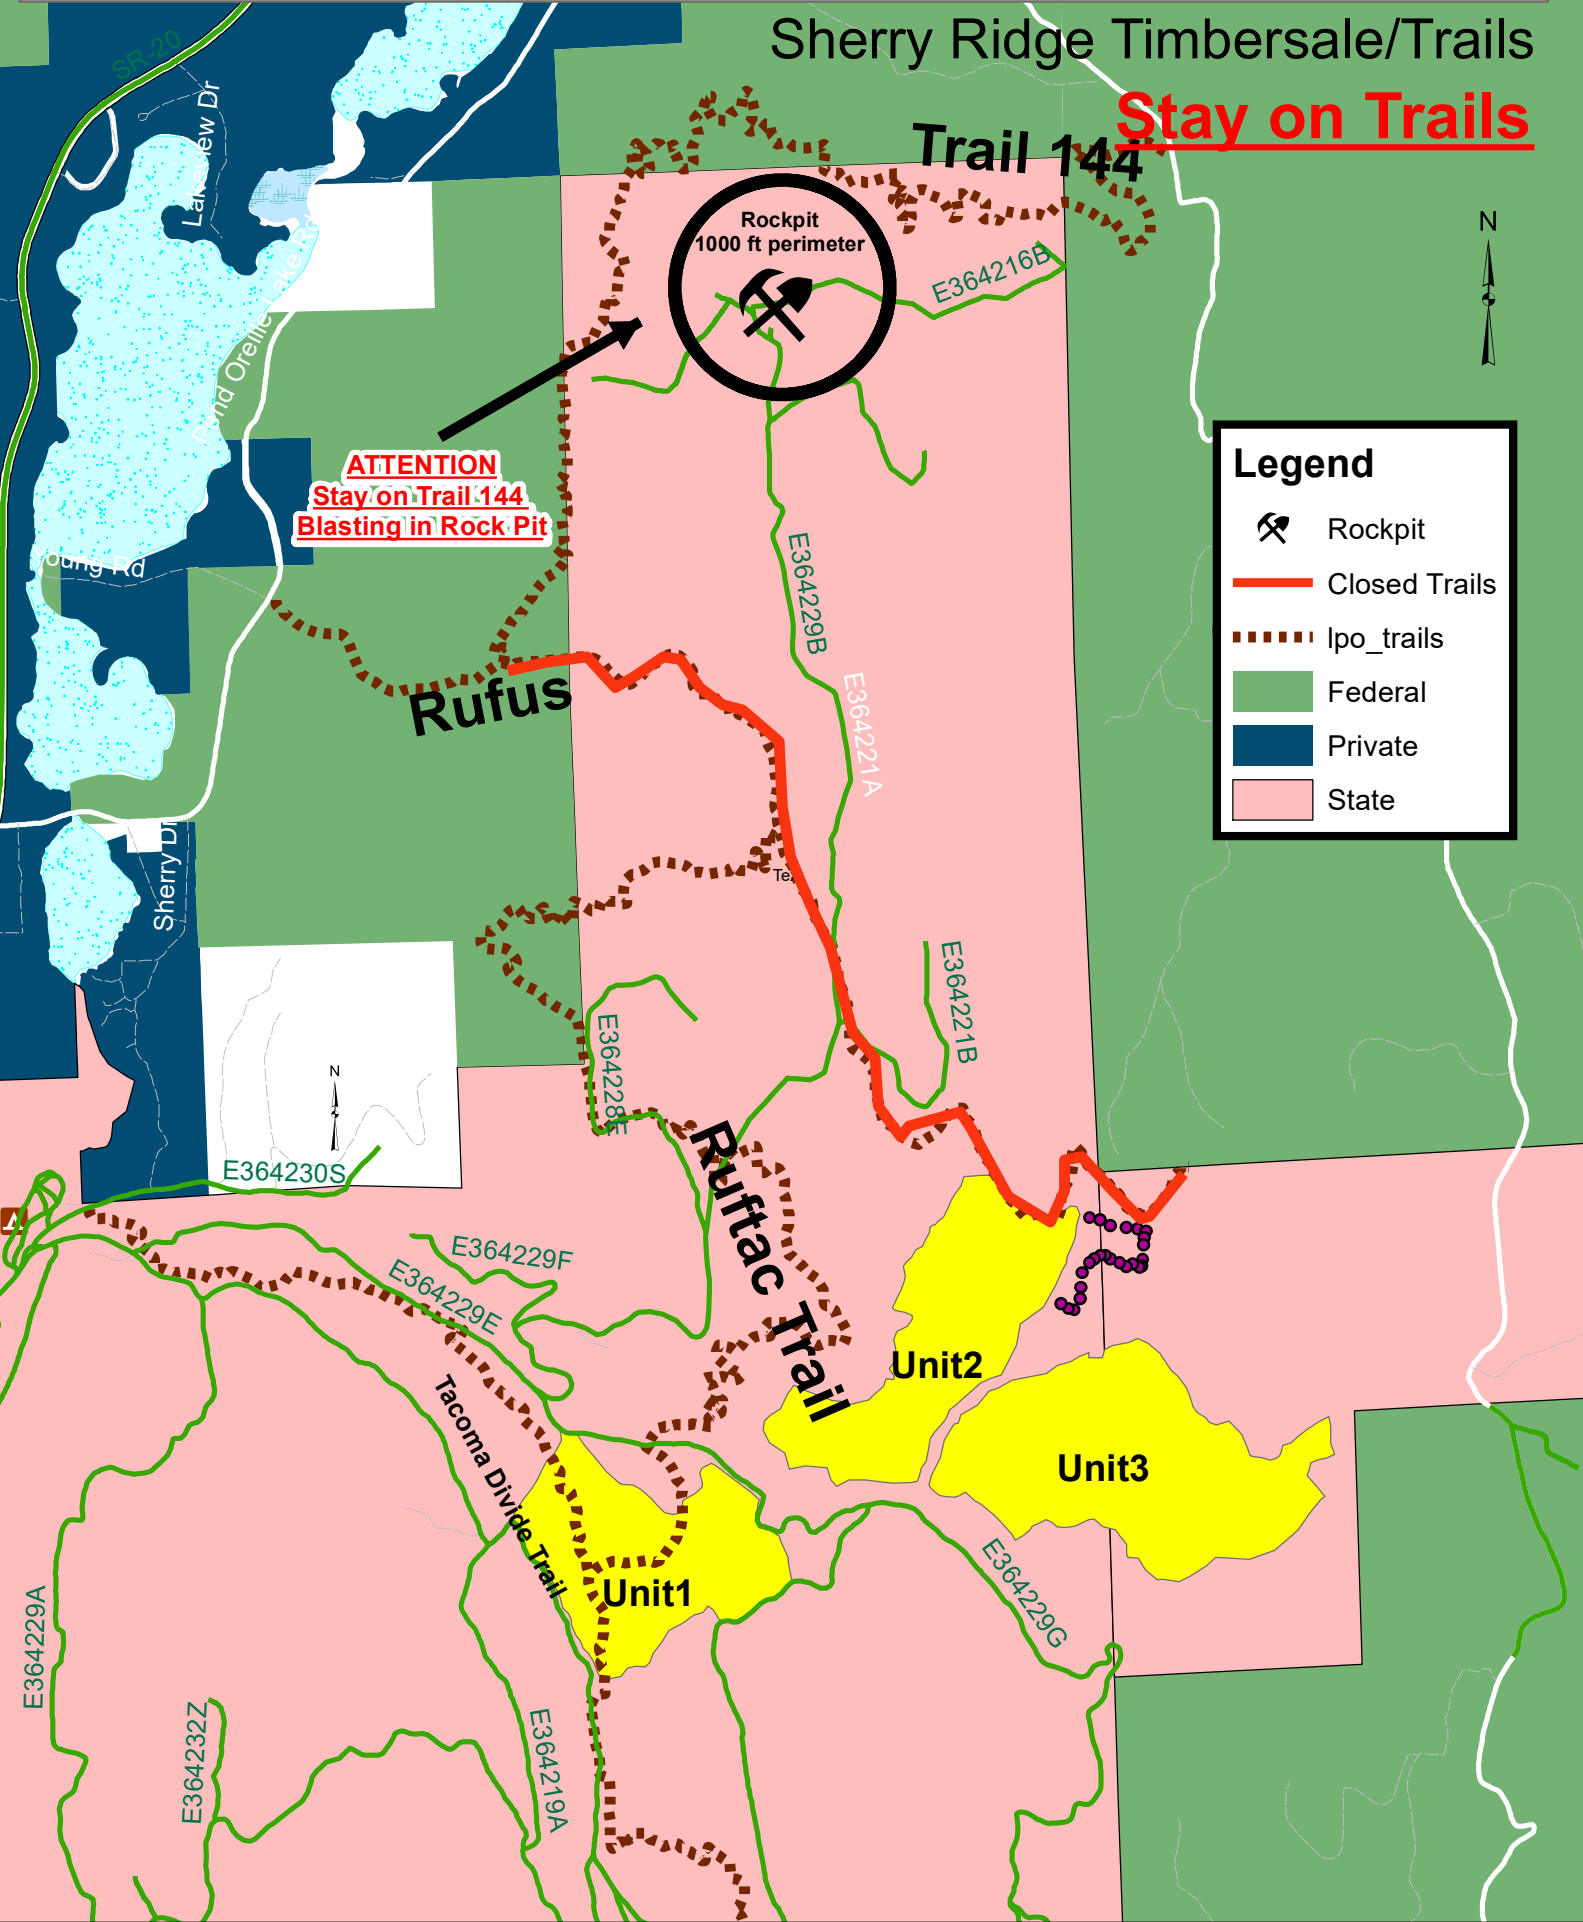 Sherry Ridge Timbersale/Trails
Stay on Trails
SR-20
Lakeview Dr
Trail 144
Rockpit
1000 ft perimeter
E364216B
N
Pend Oreille Lake Rd
ATTENTION
Stay on Trail 144
Blasting in Rock Pit
Legend
Rockpit
Closed Trails
lpo_trails
Federal
Private
State
Young Rd
E364229B
Rufus
E364221A
Sherry Dr
E364221B
E364228E
N
E364230S
Ruftac Trail
E364229F
E364229E
Unit2
Tacoma Divide Trail
Unit3
Unit1
E364229G
E364229A
E364232Z
E364219A